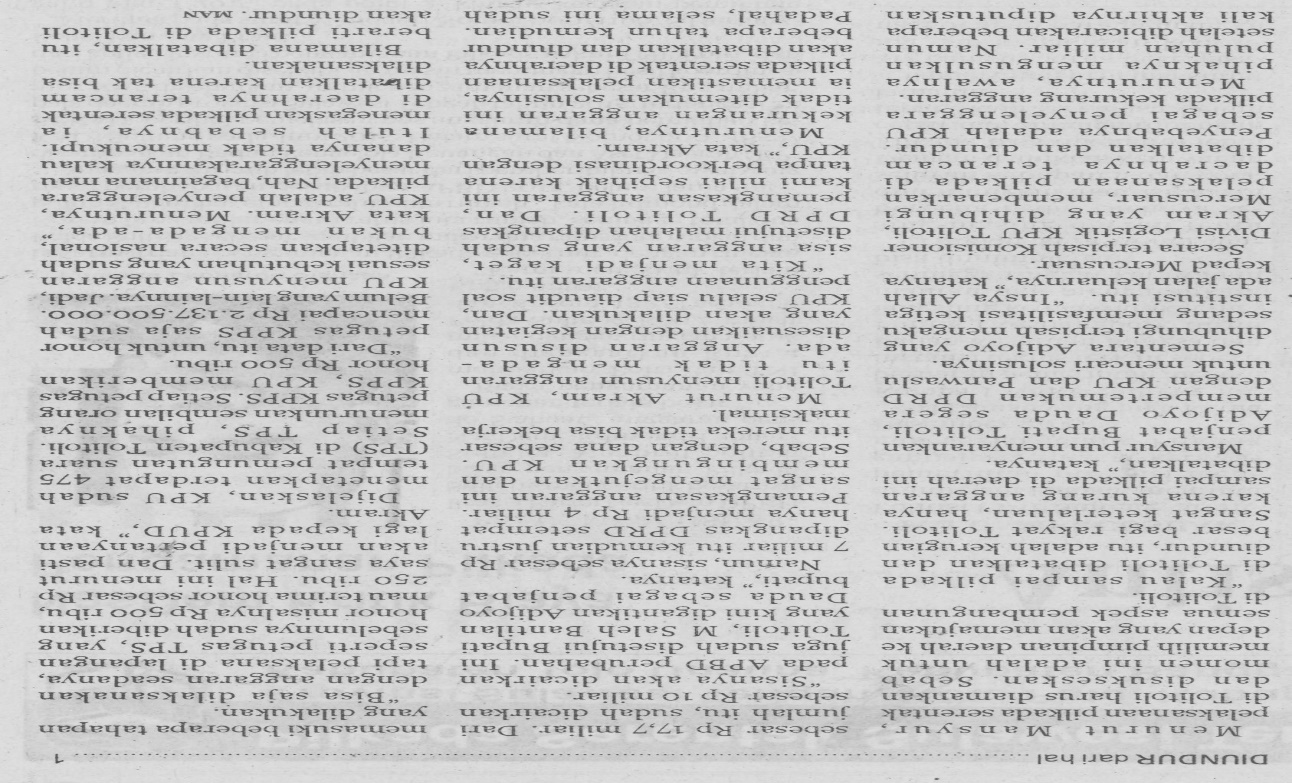 DIUNDUR dari hal ........................................ 1
Menurut Mansyur,
pelaksanaan pilkada serentak
di Tolitoli harus diamankan
dan disukseskan. Sebab
momen ini adalah untuk
memilih pimpinan daerah ke
depan yang akan memajukan
semua aspek pembangunan
di Tolitoli.
"Kalau sampai pilkada
di Tolitoli dibatalkan dan
diundur, itu adalah kerugian
besar bagi rakyat Tolitoli.
Sangat keterlaluan, hanya
karena kurang anggaran
sampai pilkada di daerah ini
dibatalkan," katanya.
Mansyur pun menyarankan
penjabat Bupati Tolitoli,
Adijoyo Dauda segera
mempertemukan DPRD
dengan KPU dan Panwaslu
untuk mencari solusinya.
Sementara Adijoyo yang
dihubungi terpisah mengaku
sedang memfasilitasi ketiga
institusi itu. "Insya Allah
ada jalan keluarnya," katanya
kepad Mercusuar.
Secara terpisah Komisioner
Divisi Logistik KPU Tolitoli,
Akram yang dihibungi
Mercusuar, membenarkan
pelaksanaan pilkada di
daerahnya terancam
dibatalkan dan diundur.
Penyebabnya adalah KPU
sebagai penyelenggara
pilkada kekurang anggaran.
Menurutnya, awalnya
pihaknya mengusulkan
puluhan miliar. Namun
setelah dibicarakan beberapa
kali akhirnya diputuskan
sebesar Rp 17,7 miliar. Dari
jumlah itu, sudah dicairkan
sebesar Rp 10 miliar.
"Sisanya akan dicairkan
pada APBD perubahan. Ini
juga sudah disetujui Bupati
Tolitoli, M Saleh Bantilan
yang kini digantikan Adijoyo
Dauda sebagai penjabat
bupati," katanya.
Namun, sisanya sebesar Rp
7 miliar itu kemudian justru
dipangkas DPRD setempat
hanya menjadi Rp 4 miliar.
Pemangkasan anggaran ini
sangat mengejutkan dan
membingungkan KPU.
Sebab, dengan dana sebesar
itu mereka tidak bisa bekerja
maksimal.
Menurut Akram, KPU
Tolitoli menyusun anggaran
itu tidak mengada-
ada. Anggaran disusun
disesuaikan dengan kegiatan
yang akan dilakukan. Dan,
KPU selalu siap diaudit soal
penggunaan anggaran itu.
"Kita menjadi kaget,
sisa anggaran yang sudah
disetujui malahan dipangkas
DPRD Tolitoli. Dan,
pemangkasan anggaran ini
kami nilai sepihak karena
tanpa berkoordinasi dengan
KPU," kata Akram.
Menurutnya bilamana
kekurangan anggaran ini
tidak ditemukan solusinya,
ia memastikan pelaksanaan
pilkada serentak di daerahnya
akan dibatalkan dan diundur
beberapa tahun kemudian.
Padahal, selama ini sudah
memasuki beberapa tahapan
yang dilakukan.
"Bisa saja dilaksanakan
dengan anggaran seadanya,
tapi pelaksana di lapangan
seperti petugas TPS, yang
sebelumnya sudah diberikan
honor misalnya Rp 500 ribu,
mau terima honor sebesar Rp
250 ribu. Hal ini menurut
saya sangat sulit. Dan pasti
akan menjadi pertanyaan
lagi kepada KPUD," kata
Akram.
Dijelaskan, KPU sudah
menetapkan terdapat 475
tempat pemungutan suara
(TPS) di Kabupaten Tolitoli.
Setiap TPS, pihaknya
menurunkan sembilan orang
petugas KPPS. Setiap petugas
KPPS, KPU memberikan
honor Rp 500 ribu.
"Dari data itu, untuk honor
petugas KPPS saja sudah
mencapai Rp 2.137.500.000.
Belum yang lain-lainnya. Jadi,
KPU menyusun anggaran
sesuai kebutuhan yang sudah
ditetapkan secara nasional,
bukan mengada-ada,"
kata Akram. Menurutnya,
KPU adalah penyelenggara
pilkada. Nah, bagaimana mau
menyelenggarakannya kalau
dananya tidak mencukupi.
Itulah sebabnya, ia
menegaskan pilkada serentak
di daerahnya terancam
dikatalkan karena tak bisa
dilaksanakan.
Bilamana dibatalkan, itu
berarti pilkada di Tolitoli
akan diundur. MAN